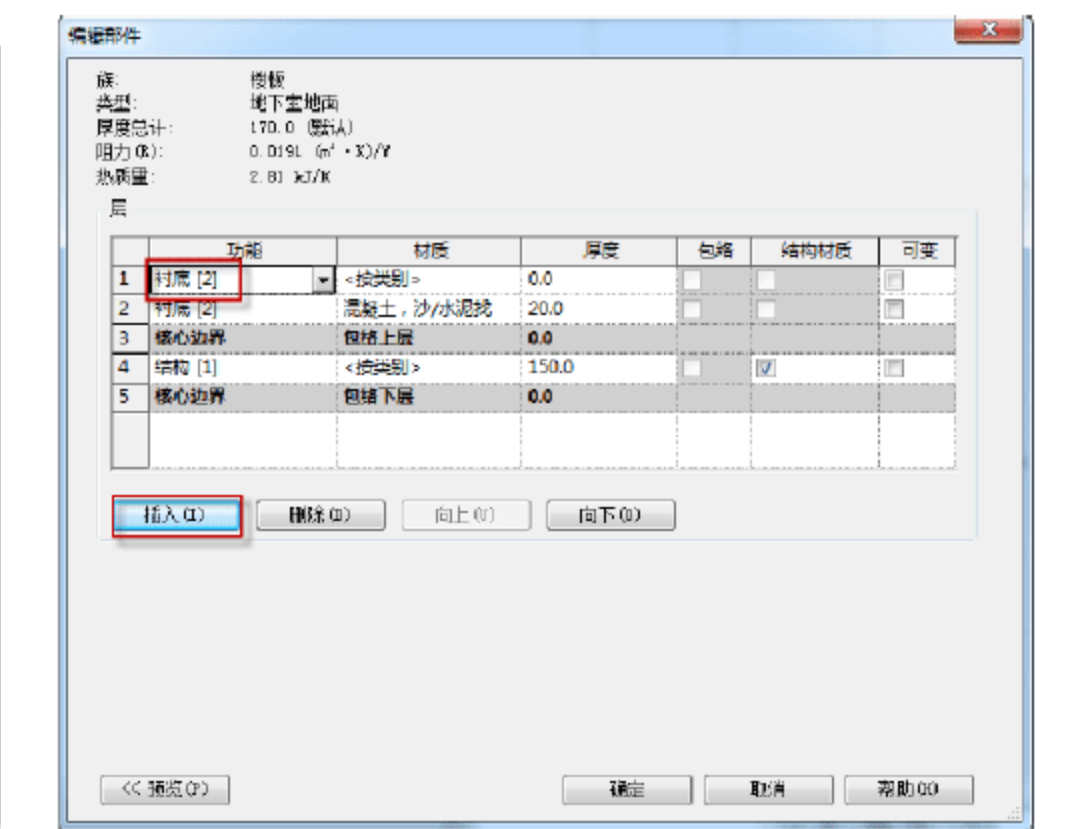 编辑部件
族: 楼板
类型: 地下室地面
厚度总计: 170.0 (默认)
阻力(R): 0.0191 (m²·K)/W
热质量: 2.81 kJ/K
层
功能 材质 厚度 包络 结构材质 可变
1 衬底 [2] <按类别> 0.0
2 衬底 [2] 混凝土，沙/水泥找 20.0
3 核心边界 包络上层 0.0
4 结构 [1] <按类别> 150.0
5 核心边界 包络下层 0.0
插入(I) 删除(D) 向上(U) 向下(O)
<< 预览(P) 确定 取消 帮助(H)